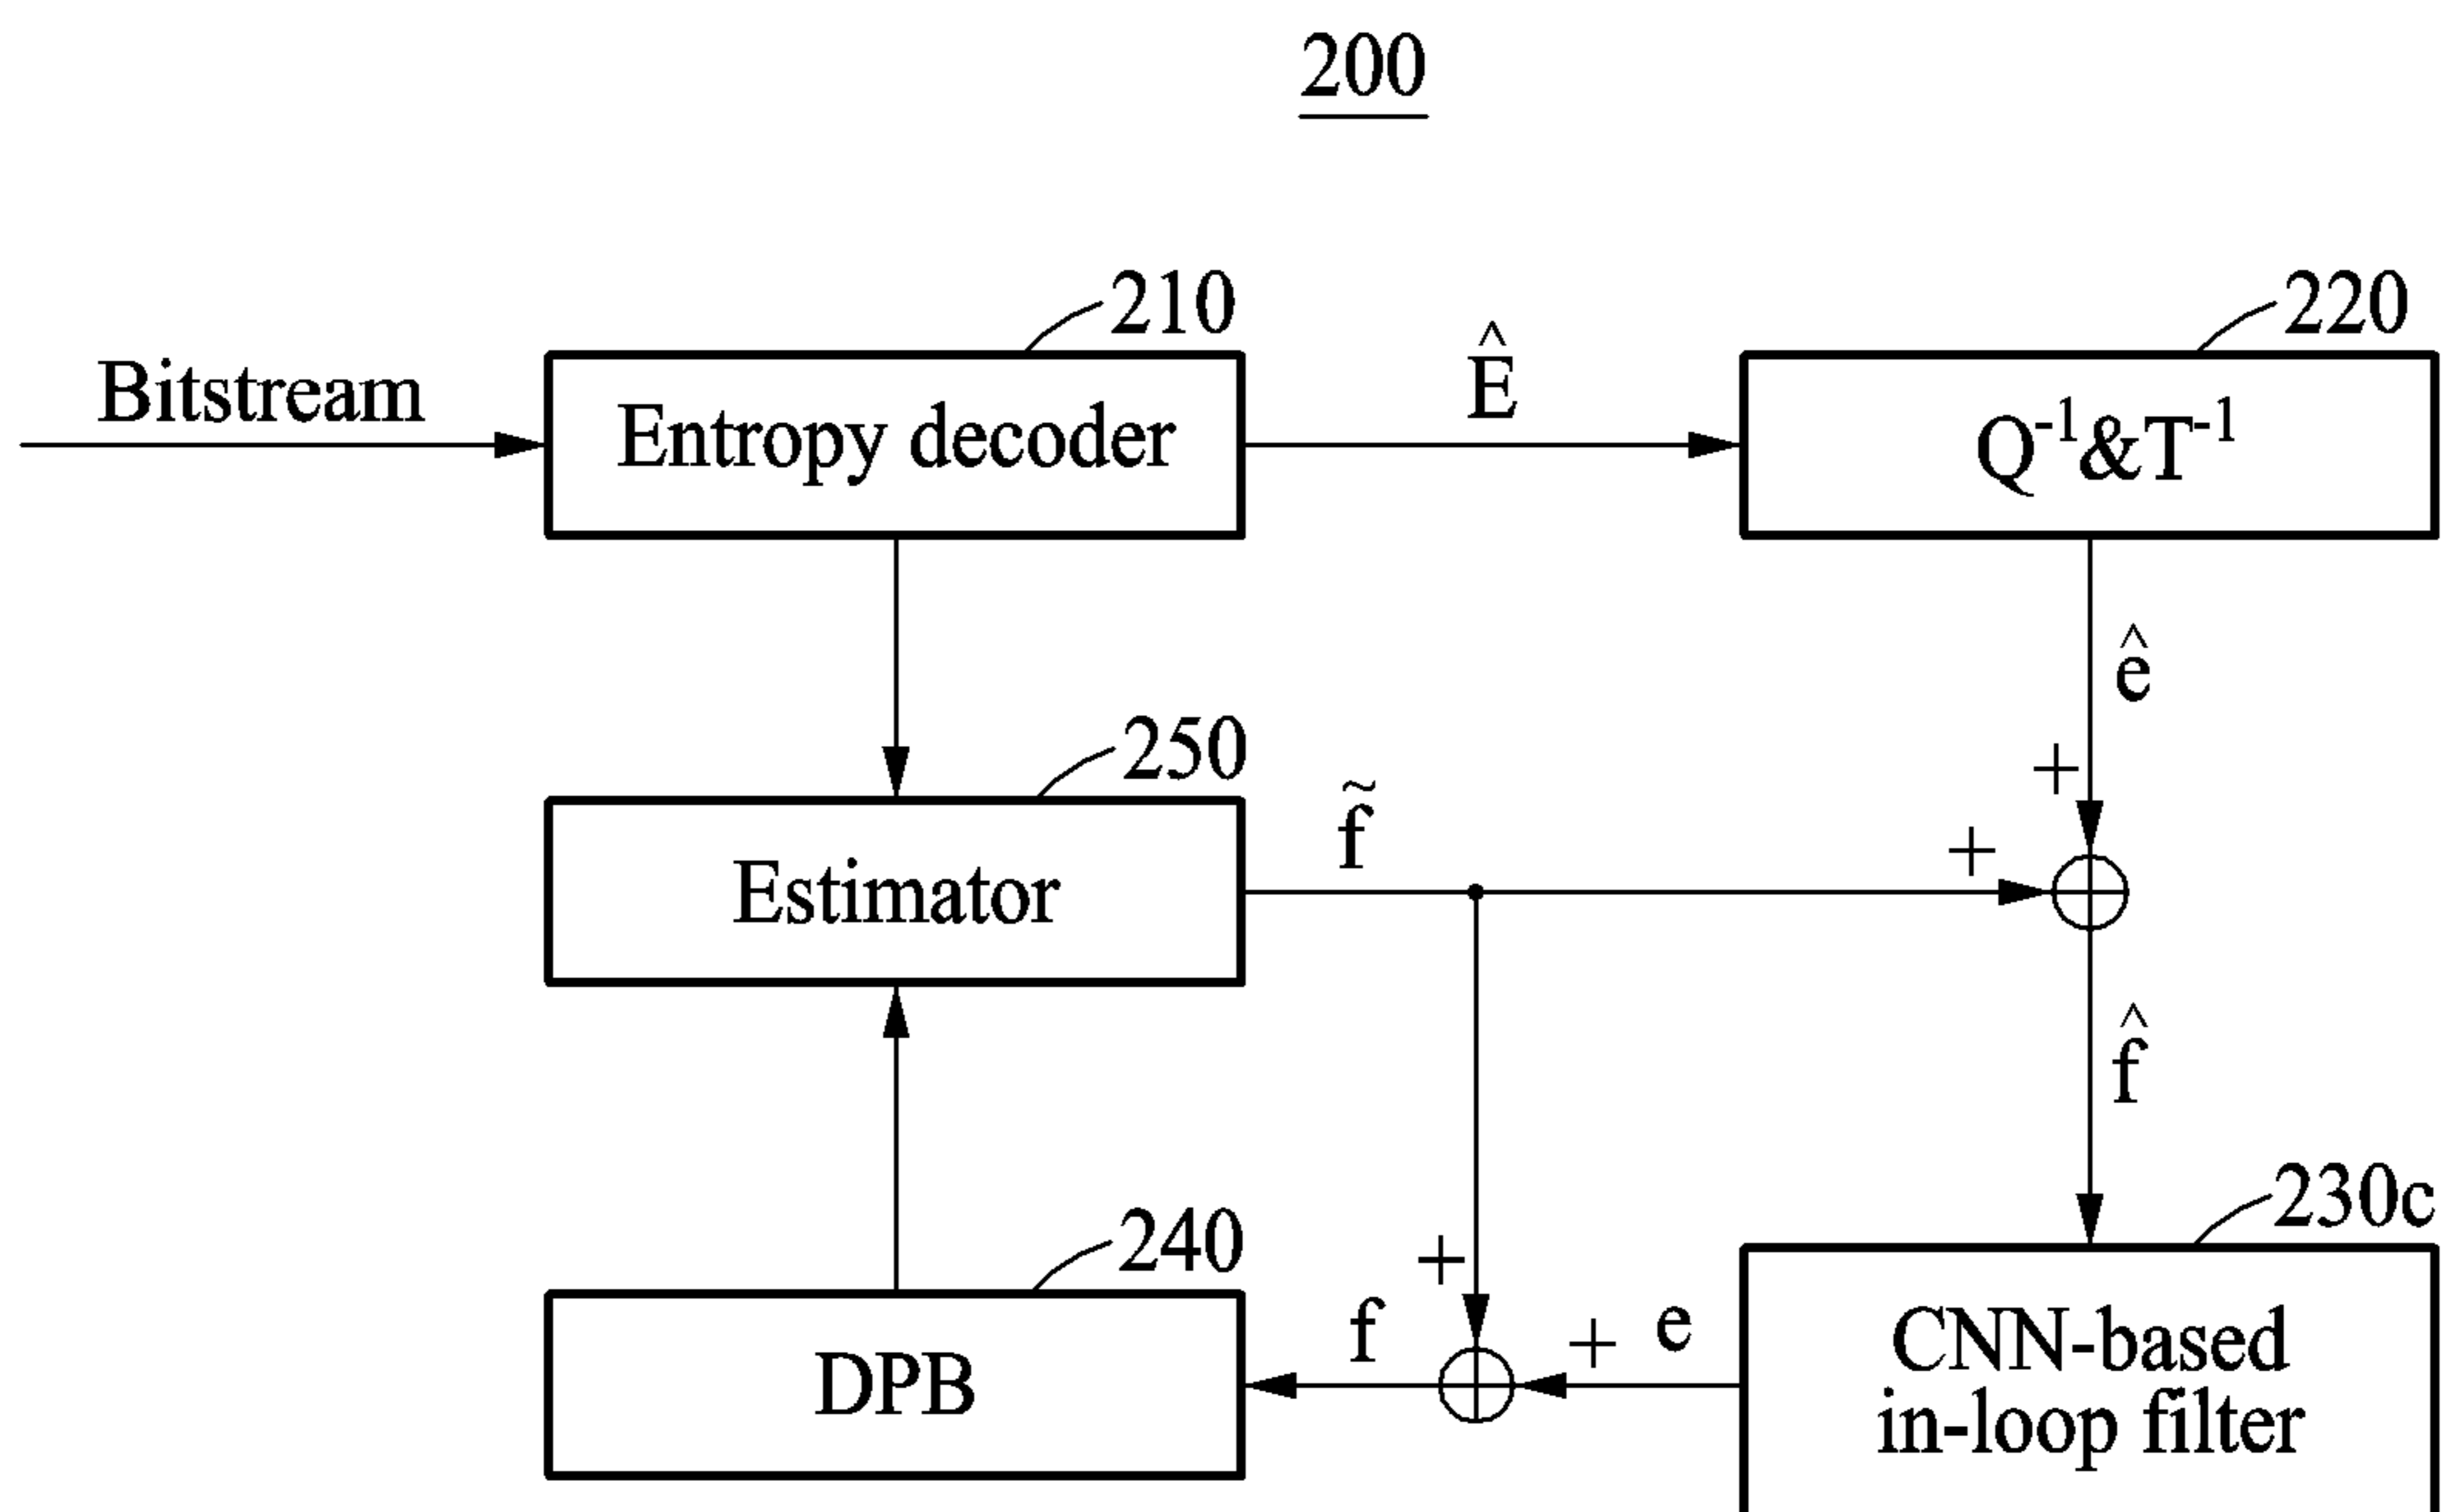 200
210
220
Bitstream
Entropy decoder
Ê
Q⁻¹&T⁻¹
ê
250
+
Estimator
f̃
+
f̂
240
230c
DPB
f
+
+
e
CNN-based
in-loop filter